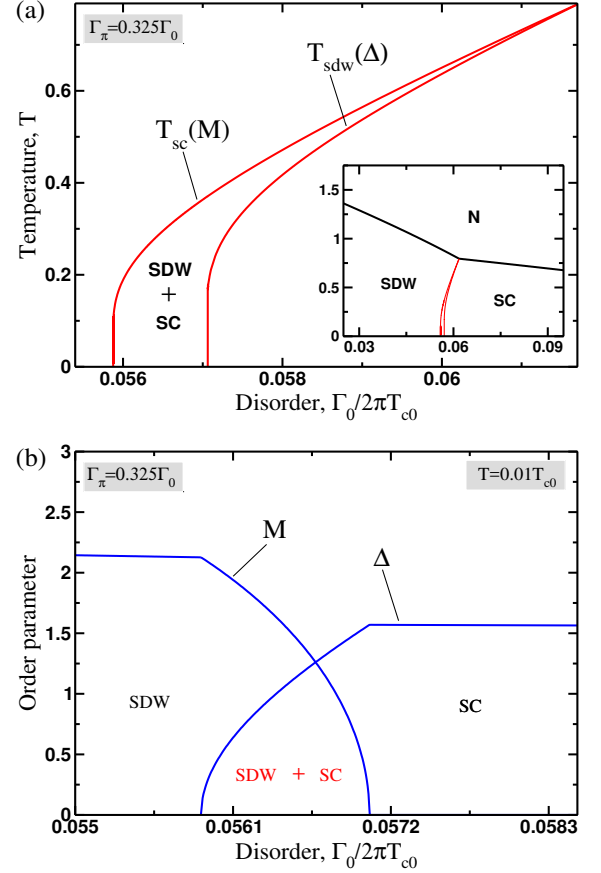 (a)
Γπ=0.325Γ0
Tsdw(Δ)
Tsc(M)
Temperature, T
0.6
0.4
0.2
0
SDW
+
SC
1.5
1
0.5
0
N
SDW
SC
0.03 0.06 0.09
0.056 0.058 0.06
Disorder, Γ0/2πTc0
(b)
Γπ=0.325Γ0
T=0.01Tc0
M
Δ
Order parameter
3
2.5
2
1.5
1
0.5
0
SDW
SC
SDW + SC
0.055 0.0561 0.0572 0.0583
Disorder, Γ0/2πTc0